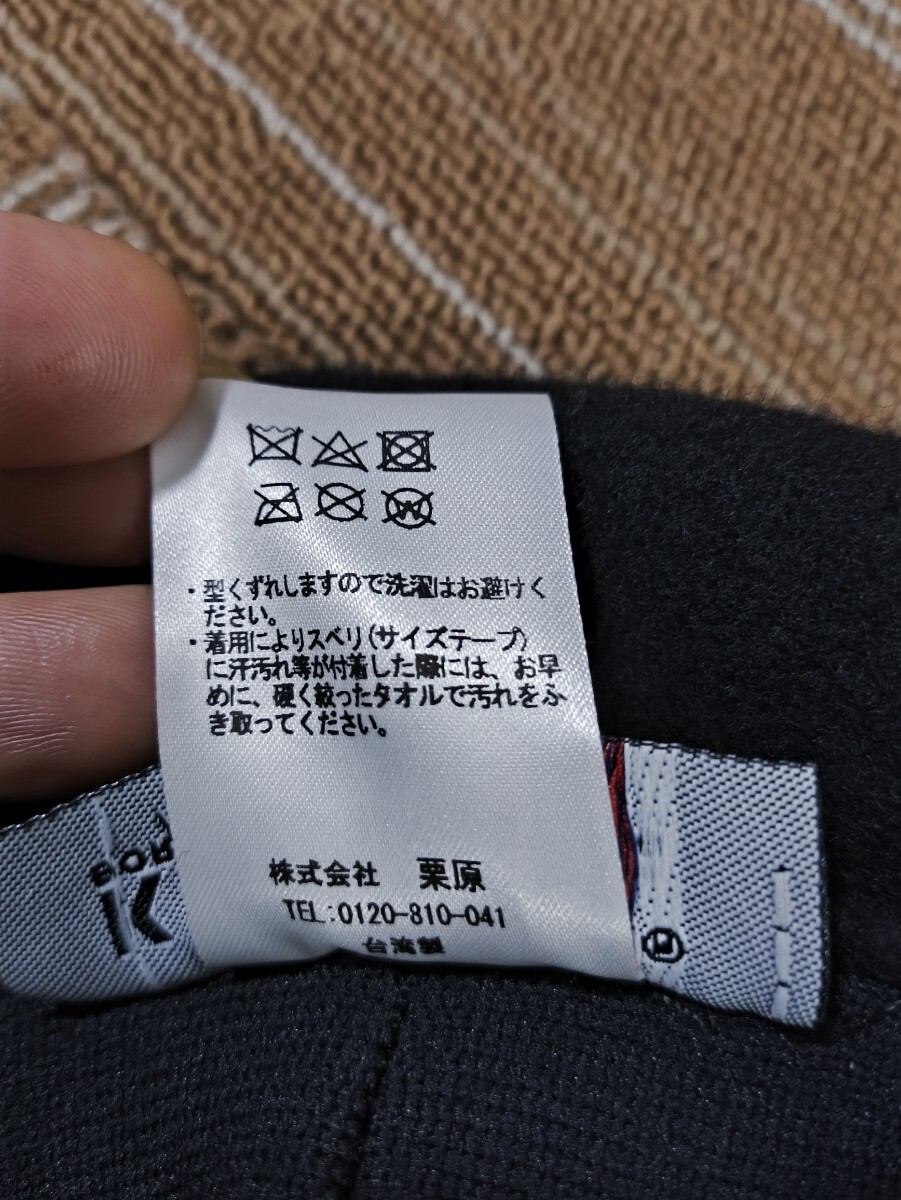 ・型くずれしますので洗濯はお避けく
ださい。
・着用によりスベリ(サイズテープ)
に汗汚れ等が付着した際には、お早
めに、硬く絞ったタオルで汚れをふ
き取ってください。
株式会社 栗原
TEL:0120-810-041
台湾製